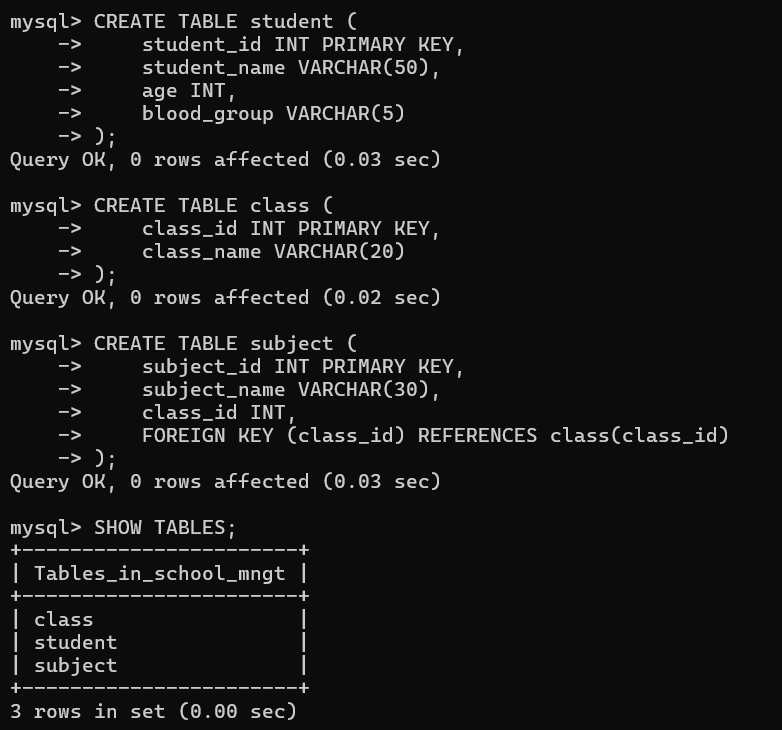 mysql> CREATE TABLE student (
    ->     student_id INT PRIMARY KEY,
    ->     student_name VARCHAR(50),
    ->     age INT,
    ->     blood_group VARCHAR(5)
    -> );
Query OK, 0 rows affected (0.03 sec)

mysql> CREATE TABLE class (
    ->     class_id INT PRIMARY KEY,
    ->     class_name VARCHAR(20)
    -> );
Query OK, 0 rows affected (0.02 sec)

mysql> CREATE TABLE subject (
    ->     subject_id INT PRIMARY KEY,
    ->     subject_name VARCHAR(30),
    ->     class_id INT,
    ->     FOREIGN KEY (class_id) REFERENCES class(class_id)
    -> );
Query OK, 0 rows affected (0.03 sec)

mysql> SHOW TABLES;
+-----------------------+
| Tables_in_school_mngt |
+-----------------------+
| class                 |
| student               |
| subject               |
+-----------------------+
3 rows in set (0.00 sec)